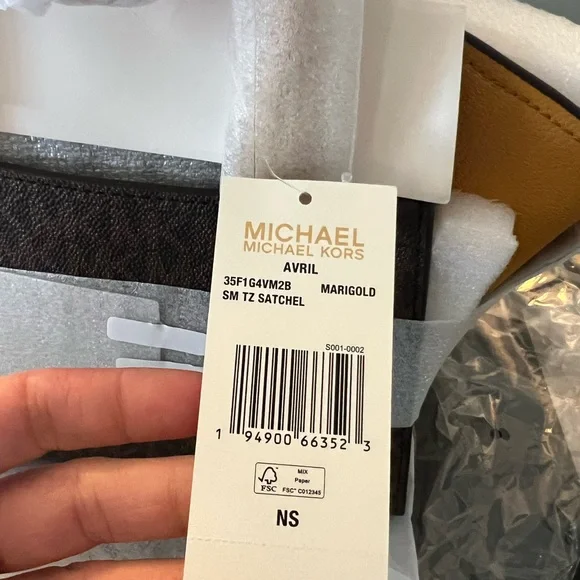 MICHAEL
MICHAEL KORS
AVRIL
35F1G4VM2B MARIGOLD
SM TZ SATCHEL
S001-0002
1 94900 66352 3
FSC
MIX
Paper
FSC™ C012345
NS